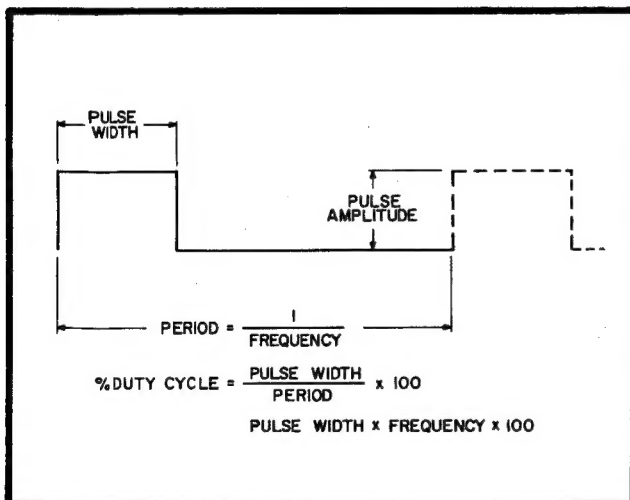 PULSE
WIDTH
PULSE
AMPLITUDE
PERIOD = 1
FREQUENCY
%DUTY CYCLE = PULSE WIDTH x 100
PERIOD
PULSE WIDTH x FREQUENCY x 100